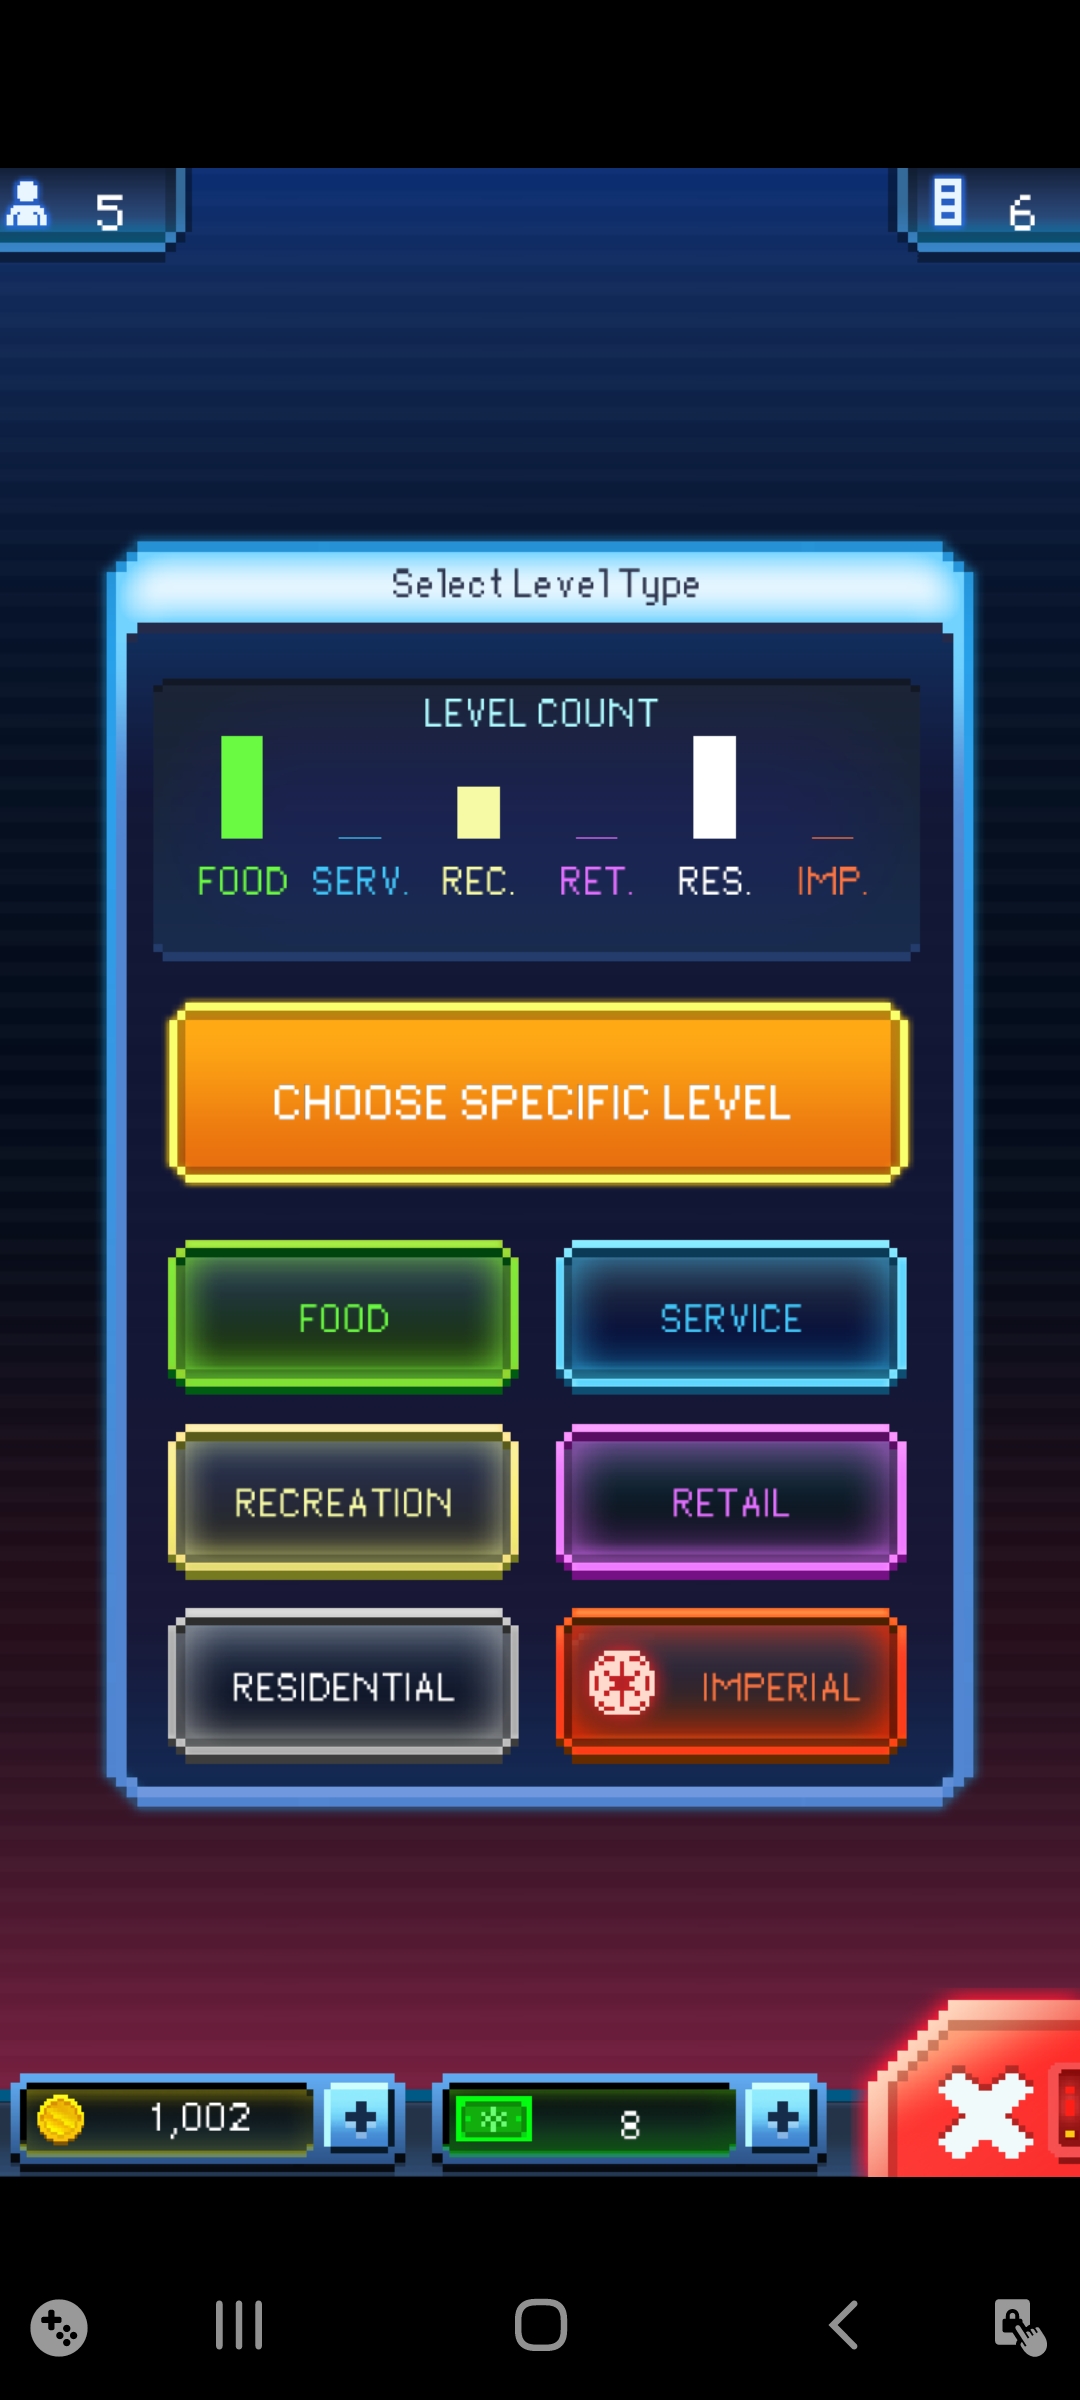 5
6
Select Level Type
LEVEL COUNT
FOOD SERV. REC. RET. RES. IMP.
CHOOSE SPECIFIC LEVEL
FOOD SERVICE
RECREATION RETAIL
RESIDENTIAL IMPERIAL
1,002 8